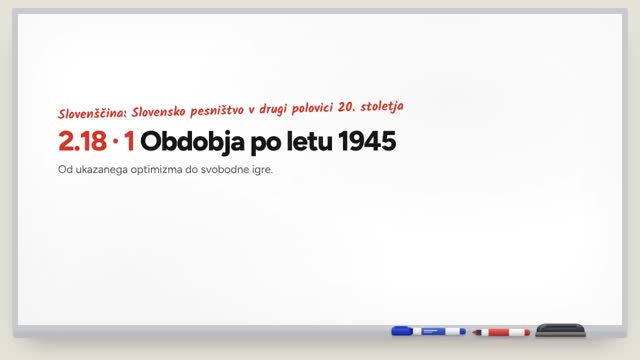 Slovenščina: Slovensko pesništvo v drugi polovici 20. stoletja
2.18 · 1 Obdobja po letu 1945
Od ukazanega optimizma do svobodne igre.